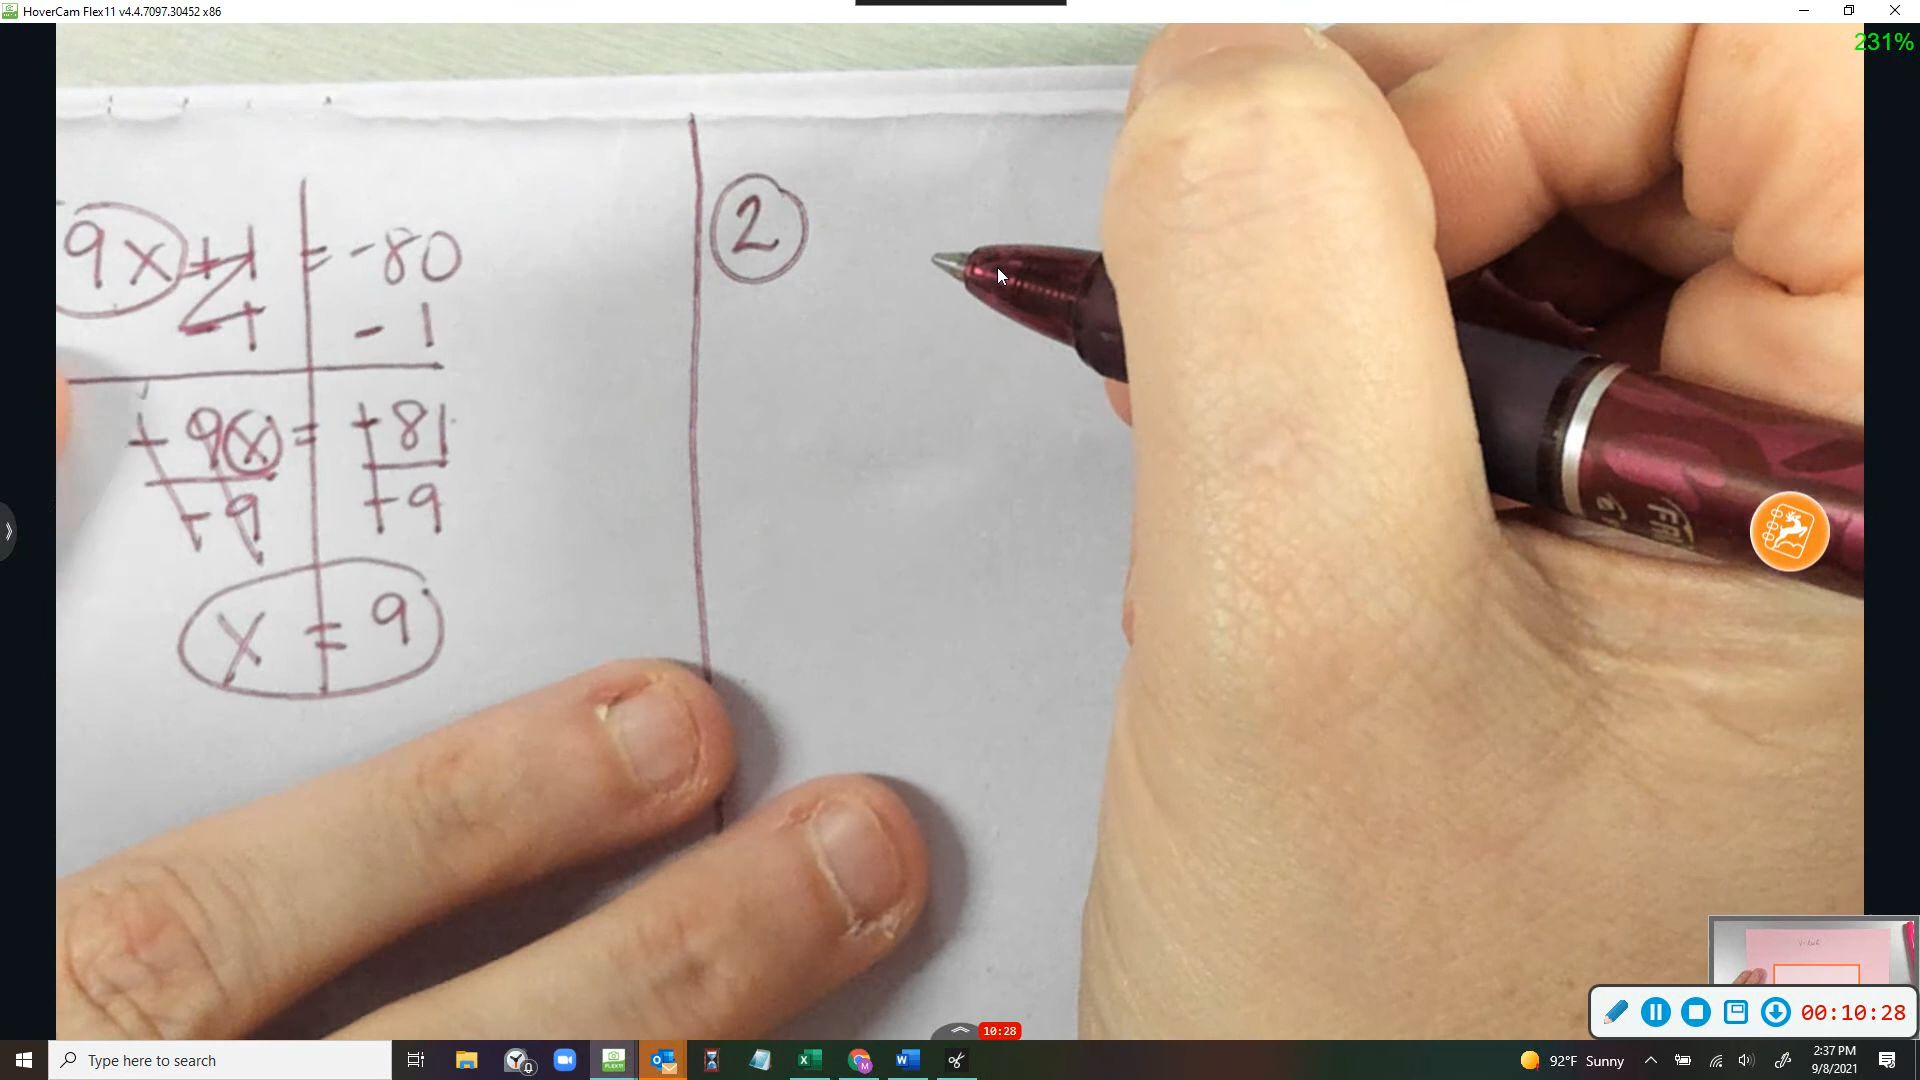 HoverCam Flex11 v4.4.7097.30452 x86
231%
9x + 1 = -80
-1 -1
+9x = +81
+9 +9
x = 9
2
00:10:28
10:28
Type here to search
92°F Sunny
2:37 PM
9/8/2021